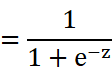 = 1 / (1 + e^{-z})